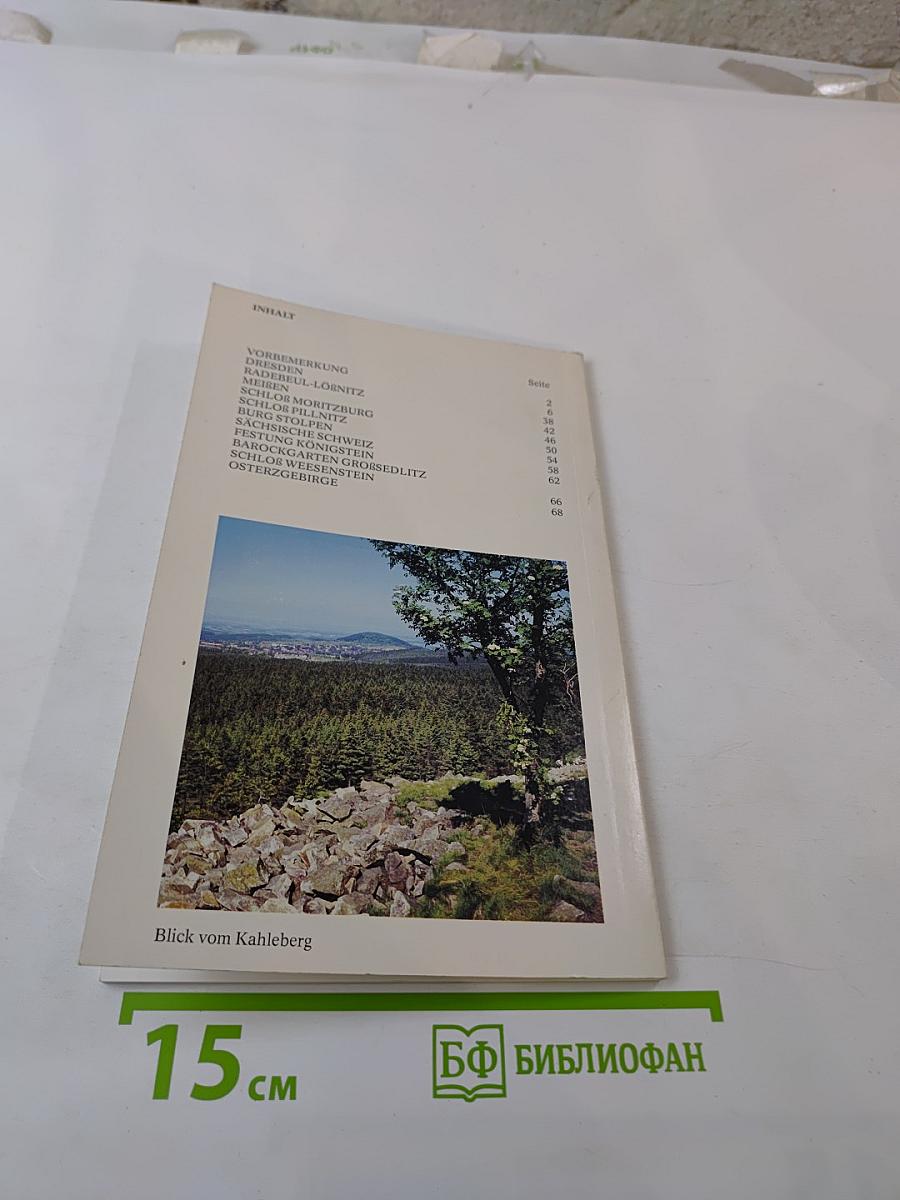 INHALT
VORBEMERKUNG
DRESDEN
RADEBEUL-LÖßNITZ
MEIßEN
SCHLOß MORITZBURG
SCHLOß PILLNITZ
BURG STOLPEN
SÄCHSISCHE SCHWEIZ
FESTUNG KÖNIGSTEIN
BAROCKGARTEN GROßSEDLITZ
SCHLOß WEESENSTEIN
OSTERZGEBIRGE
Seite
2
6
38
42
46
50
54
58
62
66
68
Blick vom Kahleberg
15 см
БФ БИБЛИОФАН